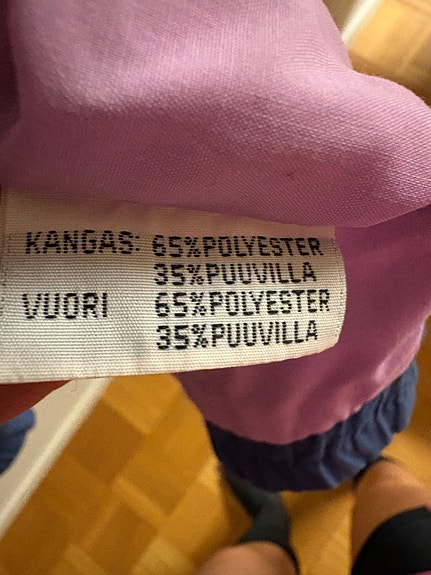 KANGAS: 65%POLYESTER
35%PUUVILLA
VUORI 65%POLYESTER
35%PUUVILLA